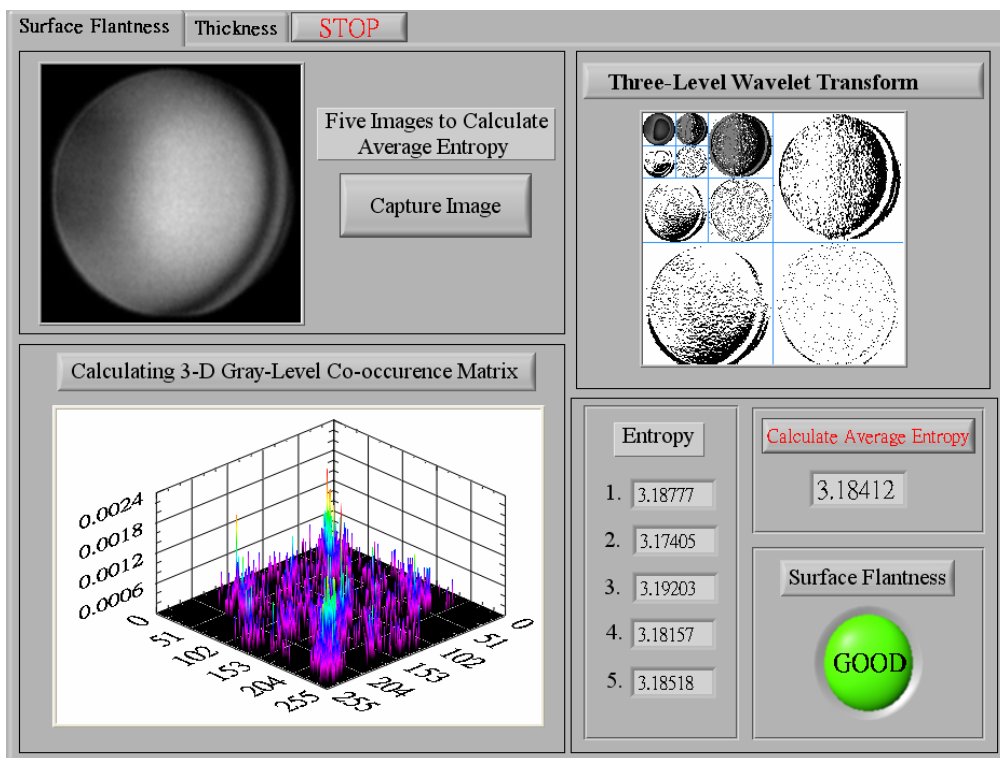 Surface Flantness
Thickness
STOP
Five Images to Calculate
Average Entropy
Capture Image
Three-Level Wavelet Transform
Calculating 3-D Gray-Level Co-occurence Matrix
0.0024
0.0018
0.0012
0.0006
0
51
102
153
204
255
255
204
153
102
51
0
Entropy
1. 3.18777
2. 3.17405
3. 3.19203
4. 3.18157
5. 3.18518
Calculate Average Entropy
3.18412
Surface Flantness
GOOD